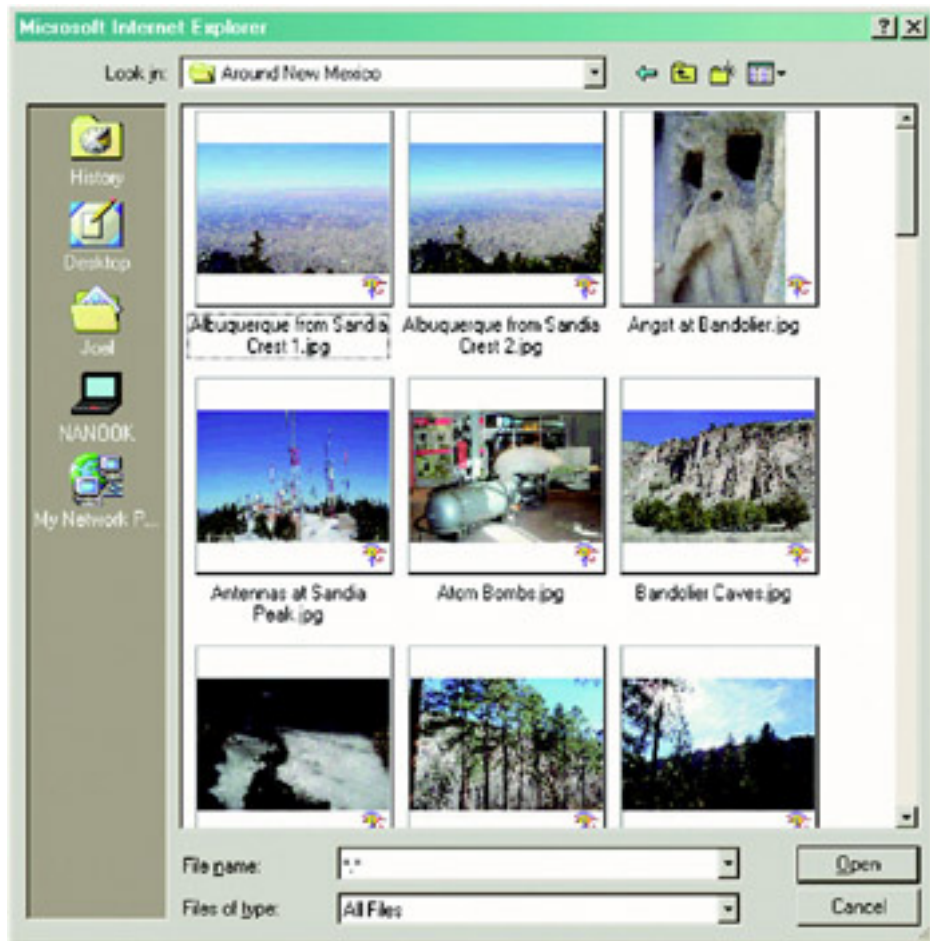 Microsoft Internet Explorer
Look in:
Around New Mexico
History
Desktop
Joel
NANOOK
My Network P...
Albuquerque from Sandia
Crest 1.jpg
Albuquerque from Sandia
Crest 2.jpg
Angst at Bandolier.jpg
Antennas at Sandia
Peak.jpg
Atom Bombs.jpg
Bandolier Caves.jpg
File name:
*.*
Open
Files of type:
All Files
Cancel